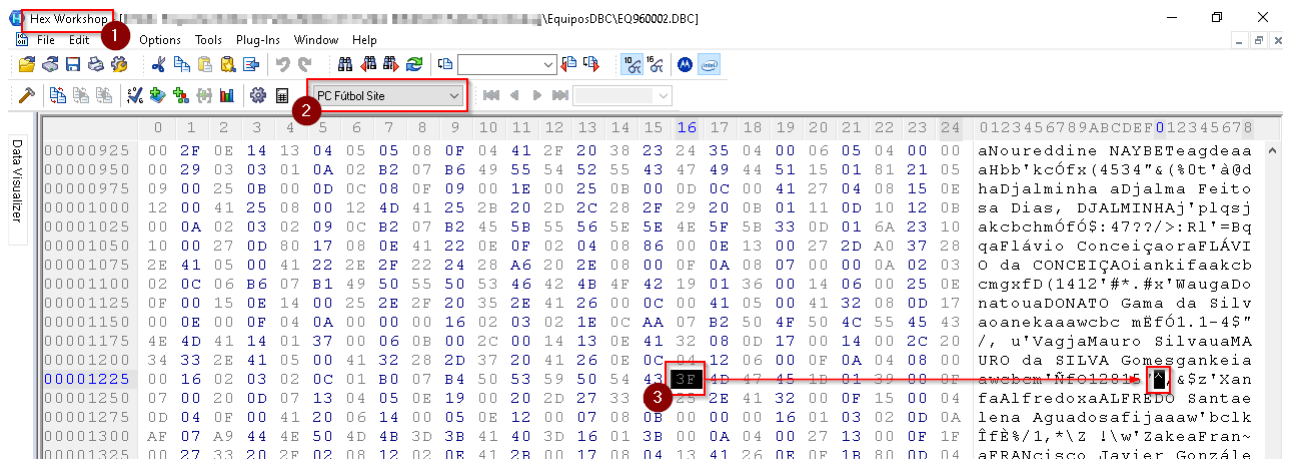 Hex Workshop
\EquiposDBC\EQ960002.DBC]
File Edit Options Tools Plug-Ins Window Help
1
PC Fútbol Site
2
0 1 2 3 4 5 6 7 8 9 10 11 12 13 14 15 16 17 18 19 20 21 22 23 24 0123456789ABCDEF012345678
Data Visualizer
00000925 00 2F 0E 14 13 04 05 05 08 0F 04 41 2F 20 38 23 24 35 04 00 06 05 04 00 00 aNoureddine NAYBETeagdeaa
00000950 00 29 03 03 01 0A 02 B2 07 B6 49 55 54 52 55 43 47 49 44 51 15 01 81 21 05 aHbb'kcófx(4534"&(%0t'à@d
00000975 09 00 25 0B 00 0D 0C 08 0F 09 00 1E 00 25 0B 00 0D 0C 00 41 27 04 08 15 0E haDjalminha aDjalma Feito
00001000 12 00 41 25 08 00 12 4D 41 25 2B 20 2D 2C 28 2F 29 20 0B 01 11 0D 10 12 0B sa Dias, DJALMINHAj'plqsj
00001025 00 0A 02 03 02 09 0C B2 07 B2 45 5B 55 56 5E 5E 4E 5F 5B 33 0D 01 6A 23 10 akcbchmÓfó$:47??/>:Rl'=Bq
00001050 10 00 27 0D 80 17 08 0E 41 22 0E 0F 02 04 08 86 00 0E 13 00 27 2D A0 37 28 qaFlávio ConceiçaoraFLÁVI
00001075 2E 41 05 00 41 22 2E 2F 22 24 28 A6 20 2E 08 00 0F 0A 08 07 00 00 0A 02 03 O da CONCEIÇAOiankifaakcb
00001100 02 0C 06 B6 07 B1 49 50 55 50 53 46 42 4B 4F 42 19 01 36 00 14 06 00 25 0E cmgxfD(1412'#*.#x'WaugaDo
00001125 0F 00 15 0E 14 00 25 2E 2F 20 35 2E 41 26 00 0C 00 41 05 00 41 32 08 0D 17 natouaDONATO Gama da Silv
00001150 00 0E 00 0F 04 0A 00 00 00 16 02 03 02 1E 0C AA 07 B2 50 4F 50 4C 55 45 43 aoanekaaawcbc mËfÓ1.1-4$"
00001175 4E 4D 41 14 01 37 00 06 0B 00 2C 00 14 13 0E 41 32 08 0D 17 00 14 00 2C 20 /, u'VagjaMauro SilvauaMA
00001200 34 33 2E 41 05 00 41 32 28 2D 37 20 41 26 0E 0C 04 12 06 00 0F 0A 04 08 00 URO da SILVA Gomesgankeia
00001225 00 16 02 03 02 0C 01 B0 07 B4 50 53 59 50 54 43 3F 4D 47 45 1B 01 39 00 0F awcbcm'ÑfO12815"^,&$z'Xan
00001250 07 00 20 0D 07 13 04 05 0E 19 00 20 2D 27 33 3 25 2E 41 32 00 0F 15 00 04 faAlfredoxaALFREDO Santae
00001275 0D 04 0F 00 41 20 06 14 00 05 0E 12 00 07 08 0B 00 00 00 16 01 03 02 0D 0A lena Aguadosafijaaaw'bclk
00001300 AF 07 A9 44 4E 50 4D 4B 3D 3B 41 40 3D 16 01 3B 00 0A 04 00 27 13 00 0F 1F ÎfÈ%/1,*\Z !\w'ZakeaFran~
00001325 00 27 33 20 2F 02 08 12 02 0E 41 2B 00 17 08 04 13 41 26 0E 0F 1B 80 0D 04 aFRANcisco Javier Gonzále